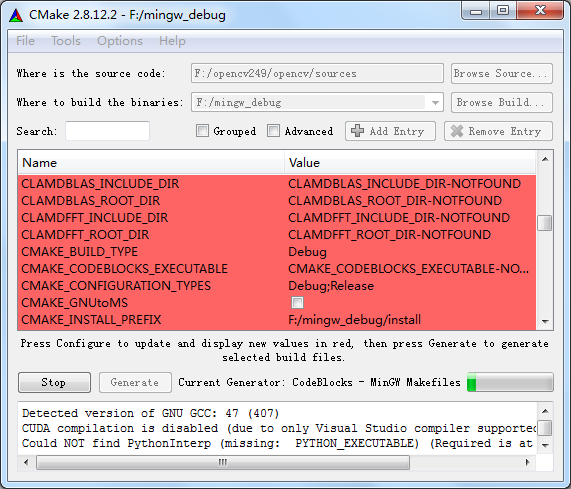 CMake 2.8.12.2 - F:/mingw_debug
File Tools Options Help
Where is the source code: F:/opencv249/opencv/sources Browse Source...
Where to build the binaries: F:/mingw_debug Browse Build...
Search: Grouped Advanced Add Entry Remove Entry
Name Value
CLAMDBLAS_INCLUDE_DIR CLAMDBLAS_INCLUDE_DIR-NOTFOUND
CLAMDBLAS_ROOT_DIR CLAMDBLAS_ROOT_DIR-NOTFOUND
CLAMDFFT_INCLUDE_DIR CLAMDFFT_INCLUDE_DIR-NOTFOUND
CLAMDFFT_ROOT_DIR CLAMDFFT_ROOT_DIR-NOTFOUND
CMAKE_BUILD_TYPE Debug
CMAKE_CODEBLOCKS_EXECUTABLE CMAKE_CODEBLOCKS_EXECUTABLE-NO...
CMAKE_CONFIGURATION_TYPES Debug;Release
CMAKE_GNUtoMS
CMAKE_INSTALL_PREFIX F:/mingw_debug/install
Press Configure to update and display new values in red, then press Generate to generate
selected build files.
Stop Generate Current Generator: CodeBlocks - MinGW Makefiles
Detected version of GNU GCC: 47 (407)
CUDA compilation is disabled (due to only Visual Studio compiler supported
Could NOT find PythonInterp (missing: PYTHON_EXECUTABLE) (Required is at